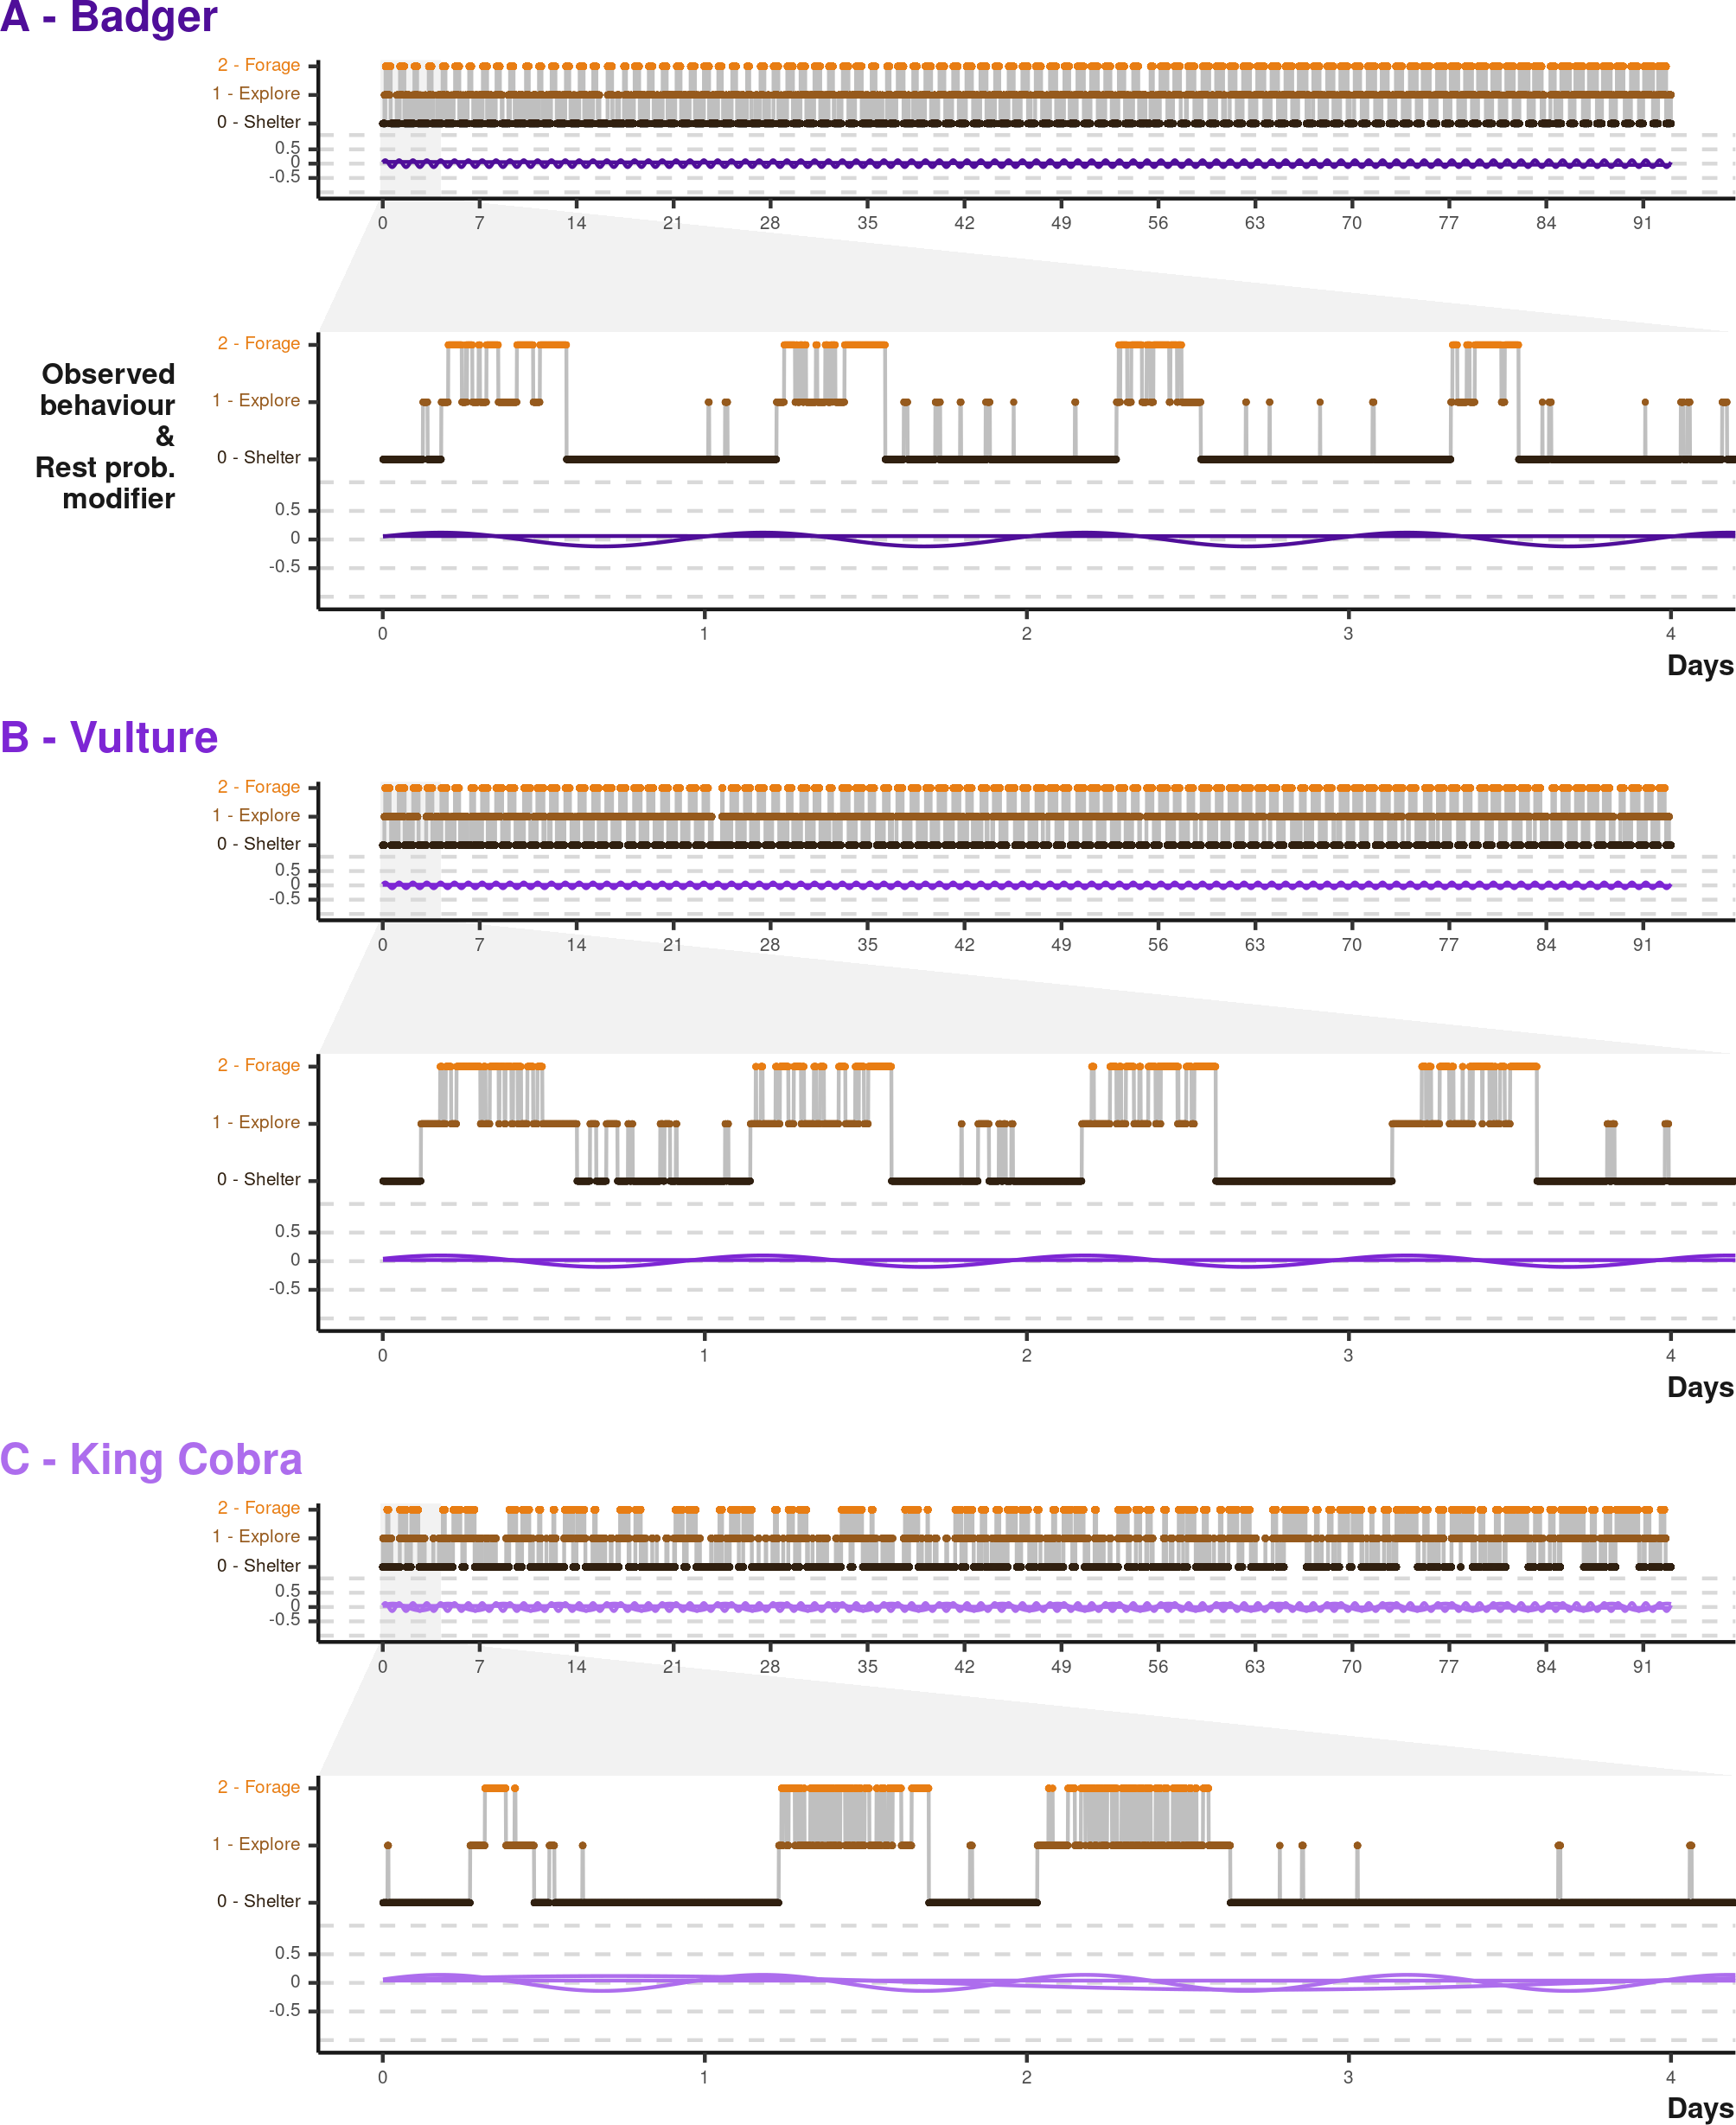 A - Badger
2 - Forage
1 - Explore
0 - Shelter
0.5
0
-0.5
0 7 14 21 28 35 42 49 56 63 70 77 84 91
Observed
behaviour
&
Rest prob.
modifier
2 - Forage
1 - Explore
0 - Shelter
0.5
0
-0.5
0 1 2 3 4
Days
B - Vulture
2 - Forage
1 - Explore
0 - Shelter
0.5
0
-0.5
0 7 14 21 28 35 42 49 56 63 70 77 84 91
2 - Forage
1 - Explore
0 - Shelter
0.5
0
-0.5
0 1 2 3 4
Days
C - King Cobra
2 - Forage
1 - Explore
0 - Shelter
0.5
0
-0.5
0 7 14 21 28 35 42 49 56 63 70 77 84 91
2 - Forage
1 - Explore
0 - Shelter
0.5
0
-0.5
0 1 2 3 4
Days